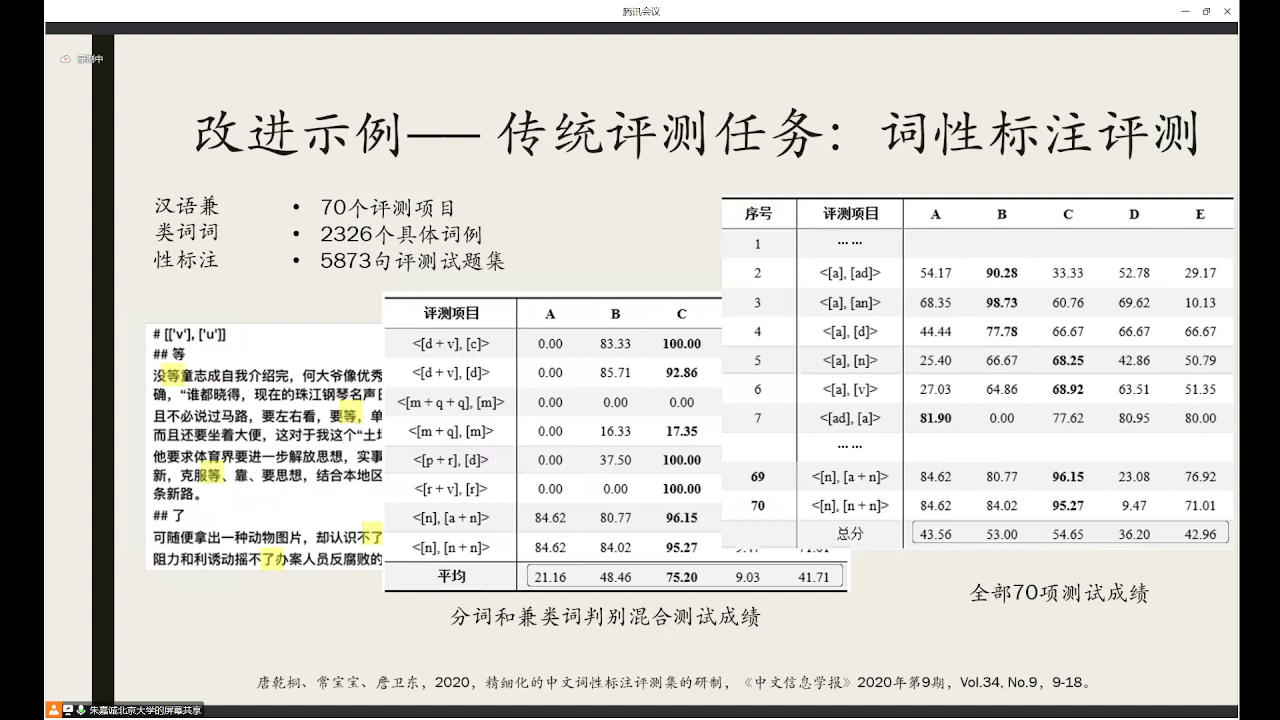 腾讯会议
录制中
改进示例—— 传统评测任务：词性标注评测
汉语兼
类词词
性标注
• 70个评测项目
• 2326个具体词例
• 5873句评测试题集
# [['v'], ['u']]
## 等
没等童志成自我介绍完，何大爷像优秀
确，“谁都晓得，现在的珠江钢琴名声
且不必说过马路，要左右看，要等，单
而且还要坐着大便，这对于我这个“土
他要求体育界要进一步解放思想，实事
新，克服等、靠、要思想，结合本地区
条新路。
## 了
可随便拿出一种动物图片，却认识不了
阻力和利诱动摇不了办案人员反腐败的
评测项目 A B C
<[d + v], [c]> 0.00 83.33 100.00
<[d + v], [d]> 0.00 85.71 92.86
<[m + q + q], [m]> 0.00 0.00 0.00
<[m + q], [m]> 0.00 16.33 17.35
<[p + r], [d]> 0.00 37.50 100.00
<[r + v], [r]> 0.00 0.00 100.00
<[n], [a + n]> 84.62 80.77 96.15
<[n], [n + n]> 84.62 84.02 95.27
平均 21.16 48.46 75.20 9.03 41.71
分词和兼类词判别混合测试成绩
序号 评测项目 A B C D E
1 ··· ···
2 <[a], [ad]> 54.17 90.28 33.33 52.78 29.17
3 <[a], [an]> 68.35 98.73 60.76 69.62 10.13
4 <[a], [d]> 44.44 77.78 66.67 66.67 66.67
5 <[a], [n]> 25.40 66.67 68.25 42.86 50.79
6 <[a], [v]> 27.03 64.86 68.92 63.51 51.35
7 <[ad], [a]> 81.90 0.00 77.62 80.95 80.00
··· ···
69 <[n], [a + n]> 84.62 80.77 96.15 23.08 76.92
70 <[n], [n + n]> 84.62 84.02 95.27 9.47 71.01
总分 43.56 53.00 54.65 36.20 42.96
全部70项测试成绩
唐乾桐、常宝宝、詹卫东，2020，精细化的中文词性标注评测集的研制，《中文信息学报》2020年第9期，Vol.34, No.9，9-18。
朱嘉诚北京大学的屏幕共享